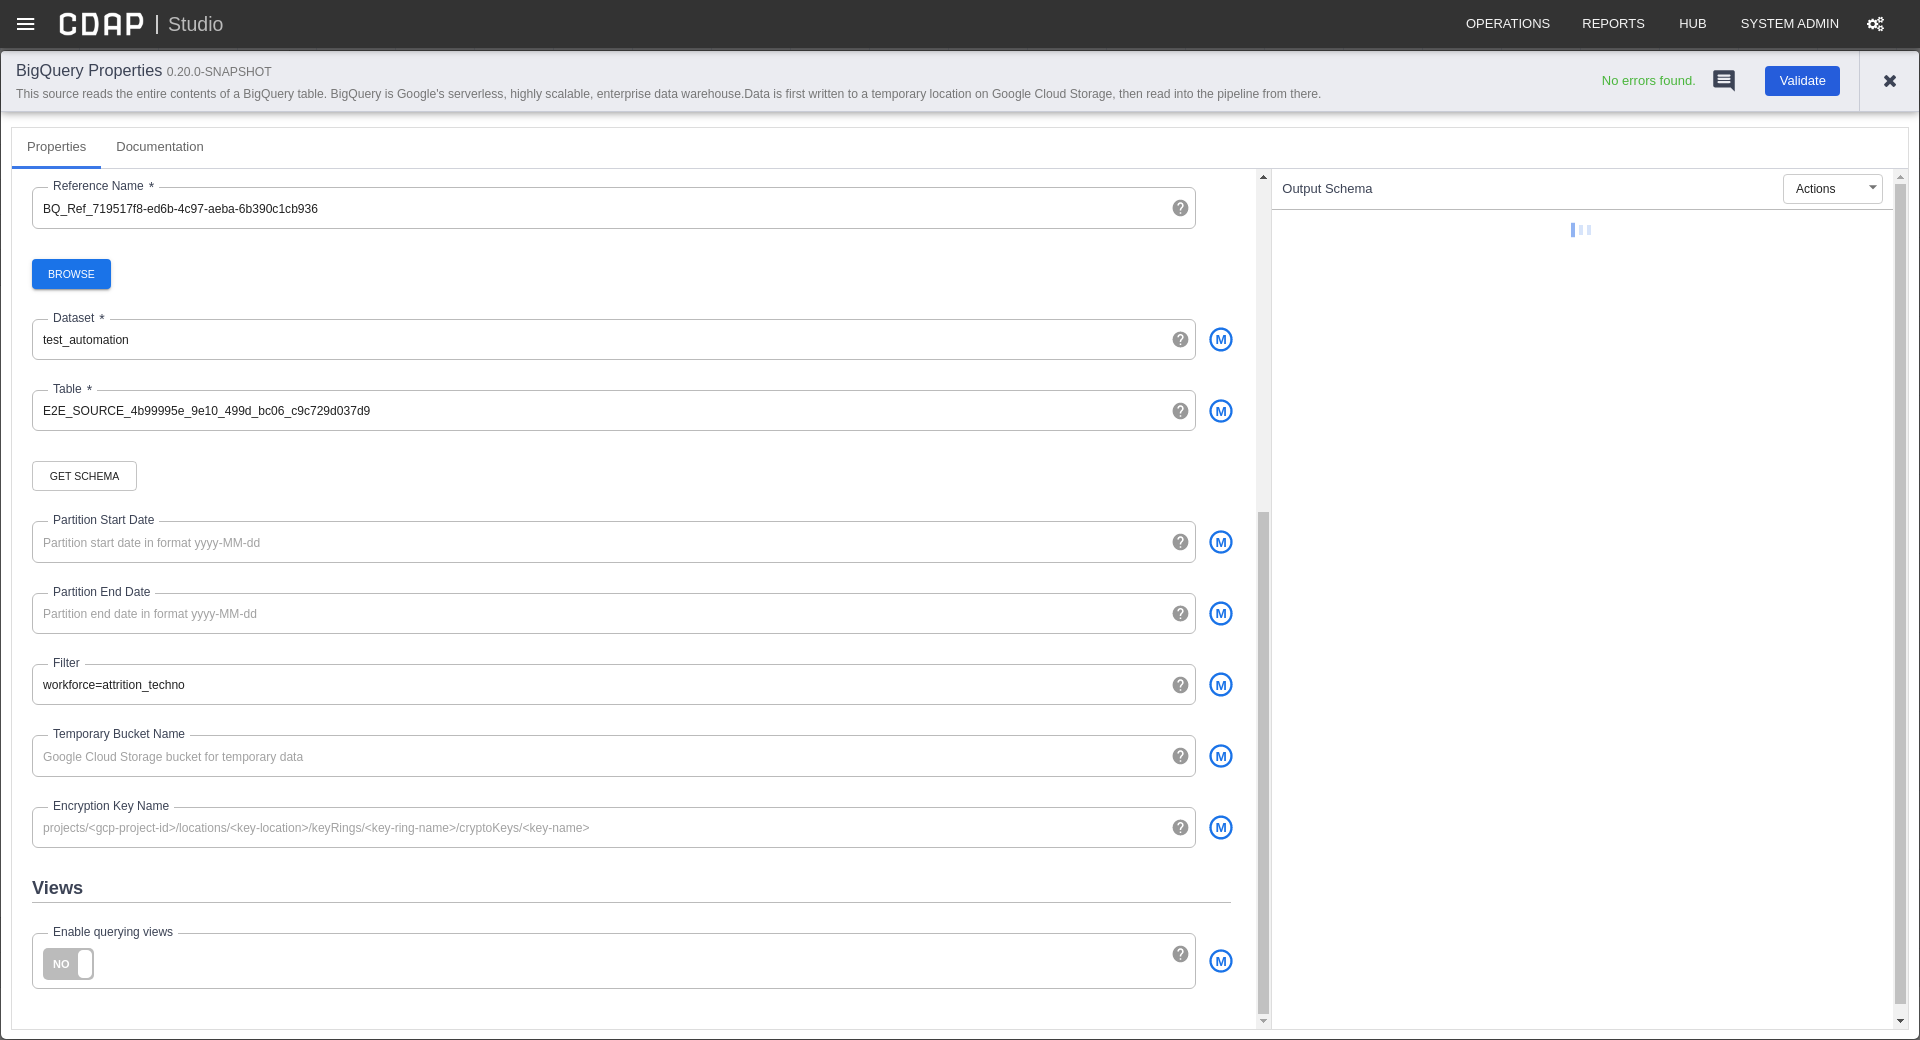 CDAP | Studio
OPERATIONS REPORTS HUB SYSTEM ADMIN
BigQuery Properties 0.20.0-SNAPSHOT
This source reads the entire contents of a BigQuery table. BigQuery is Google's serverless, highly scalable, enterprise data warehouse.Data is first written to a temporary location on Google Cloud Storage, then read into the pipeline from there.
No errors found.
Validate
Properties Documentation
Reference Name *
BQ_Ref_719517f8-ed6b-4c97-aeba-6b390c1cb936
BROWSE
Dataset *
test_automation
M
Table *
E2E_SOURCE_4b99995e_9e10_499d_bc06_c9c729d037d9
M
GET SCHEMA
Partition Start Date
Partition start date in format yyyy-MM-dd
M
Partition End Date
Partition end date in format yyyy-MM-dd
M
Filter
workforce=attrition_techno
M
Temporary Bucket Name
Google Cloud Storage bucket for temporary data
M
Encryption Key Name
projects/<gcp-project-id>/locations/<key-location>/keyRings/<key-ring-name>/cryptoKeys/<key-name>
M
Views
Enable querying views
NO
M
Output Schema
Actions